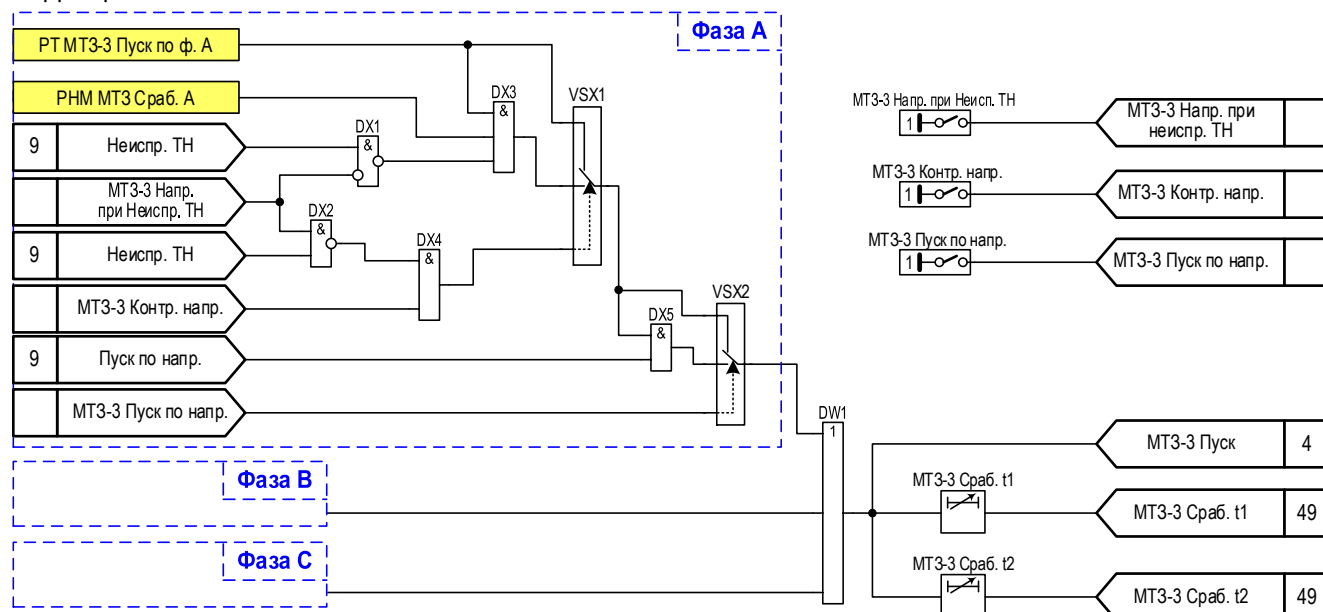 Фаза А
РТ МТЗ-3 Пуск по ф. А
РНМ МТЗ Сраб. А
9 Неиспр. ТН
МТЗ-3 Напр.
при Неиспр. ТН
9 Неиспр. ТН
МТЗ-3 Контр. напр.
9 Пуск по напр.
МТЗ-3 Пуск по напр.
DX1
&
DX2
&
DX3
&
DX4
&
VSX1
DX5
&
VSX2
Фаза В
Фаза С
DW1
1
МТЗ-3 Напр. при Неисп. ТН
1
МТЗ-3 Напр. при
неиспр. ТН
МТЗ-3 Контр. напр.
1
МТЗ-3 Контр. напр.
МТЗ-3 Пуск по напр.
1
МТЗ-3 Пуск по напр.
МТЗ-3 Пуск 4
МТЗ-3 Сраб. t1
МТЗ-3 Сраб. t1 49
МТЗ-3 Сраб. t2
МТЗ-3 Сраб. t2 49